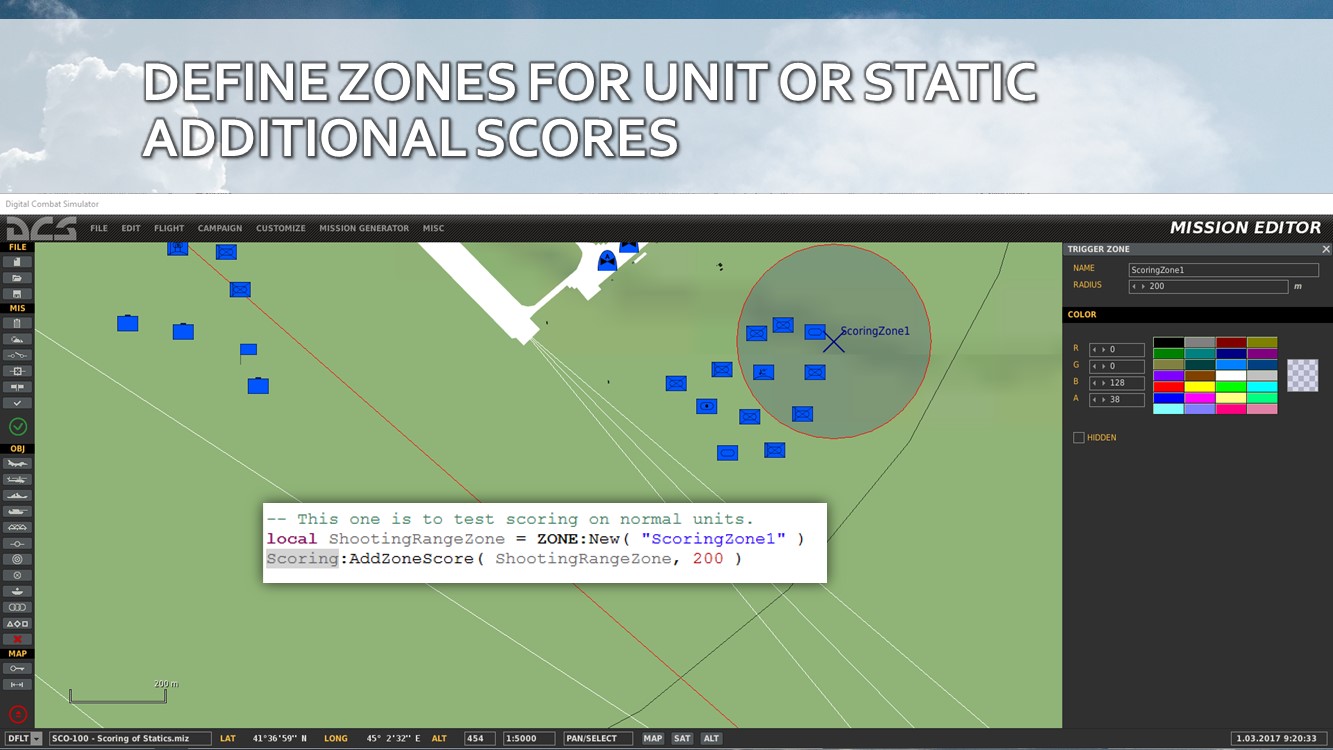 DEFINE ZONES FOR UNIT OR STATIC
ADDITIONAL SCORES
Digital Combat Simulator
DCS
FILE EDIT FLIGHT CAMPAIGN CUSTOMIZE MISSION GENERATOR MISC
MISSION EDITOR
FILE
MIS
OBJ
MAP
ScoringZone1
TRIGGER ZONE
NAME ScoringZone1
RADIUS 200 m
COLOR
R 0
G 0
B 128
A 38
HIDDEN
-- This one is to test scoring on normal units.
local ShootingRangeZone = ZONE:New( "ScoringZone1" )
Scoring:AddZoneScore( ShootingRangeZone, 200 )
200 m
DFLT SCO-100 - Scoring of Statics.miz LAT 41°36'59'' N LONG 45° 2'32'' E ALT 454 1:5000 PAN/SELECT MAP SAT ALT 1.03.2017 9:20:33